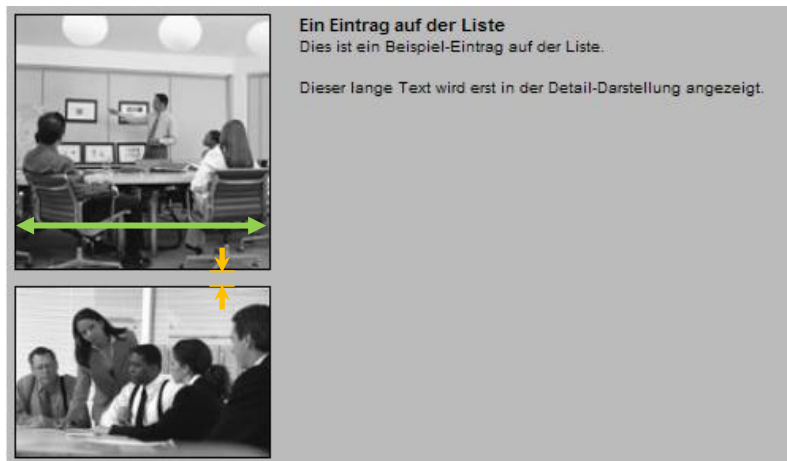 Ein Eintrag auf der Liste
Dies ist ein Beispiel-Eintrag auf der Liste.
Dieser lange Text wird erst in der Detail-Darstellung angezeigt.